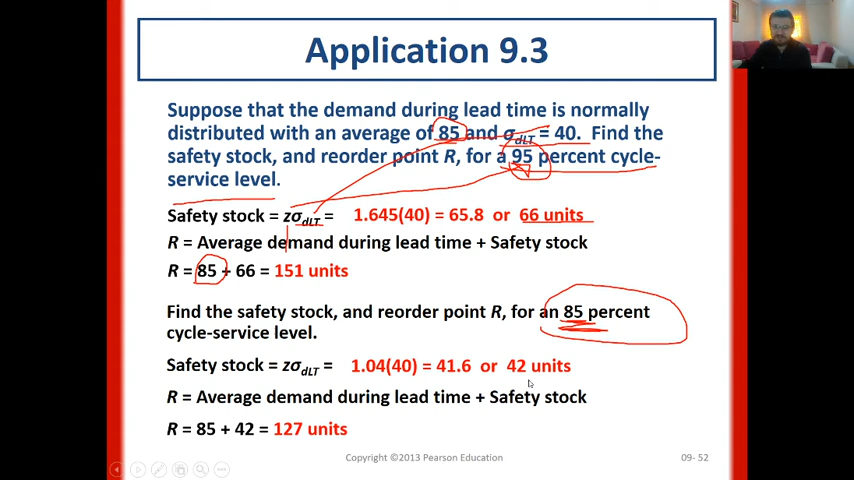 Application 9.3
Suppose that the demand during lead time is normally
distributed with an average of 85 and σdLT = 40. Find the
safety stock, and reorder point R, for a 95 percent cycle-
service level.
Safety stock = zσdLT = 1.645(40) = 65.8 or 66 units
R = Average demand during lead time + Safety stock
R = 85 + 66 = 151 units
Find the safety stock, and reorder point R, for an 85 percent
cycle-service level.
Safety stock = zσdLT = 1.04(40) = 41.6 or 42 units
R = Average demand during lead time + Safety stock
R = 85 + 42 = 127 units
Copyright ©2013 Pearson Education
09- 52